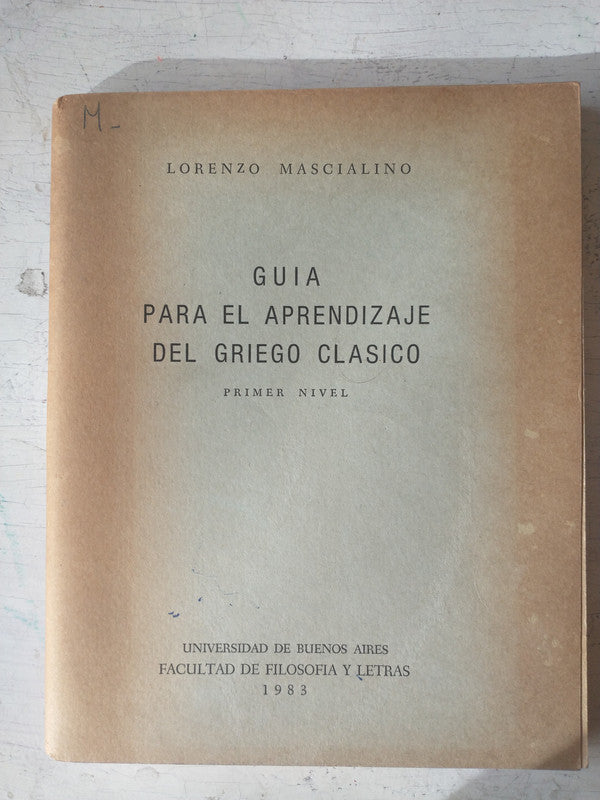 M-
LORENZO MASCIALINO
GUIA
PARA EL APRENDIZAJE
DEL GRIEGO CLASICO
PRIMER NIVEL
UNIVERSIDAD DE BUENOS AIRES
FACULTAD DE FILOSOFIA Y LETRAS
1983